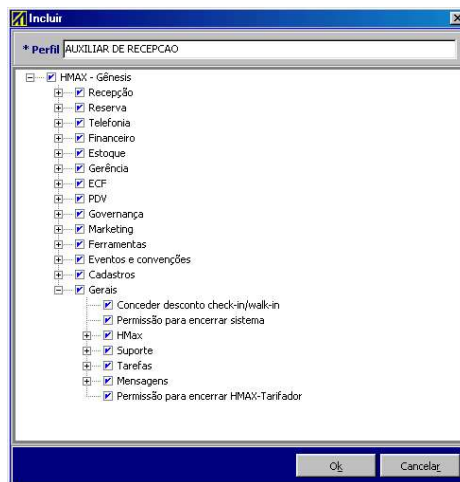 Incluir
* Perfil AUXILIAR DE RECEPCAO
HMAX - Gênesis
Recepção
Reserva
Telefonia
Financeiro
Estoque
Gerência
ECF
PDV
Governança
Marketing
Ferramentas
Eventos e convenções
Cadastros
Gerais
Conceder desconto check-in/walk-in
Permissão para encerrar sistema
HMax
Suporte
Tarefas
Mensagens
Permissão para encerrar HMAX-Tarifador
Ok Cancelar